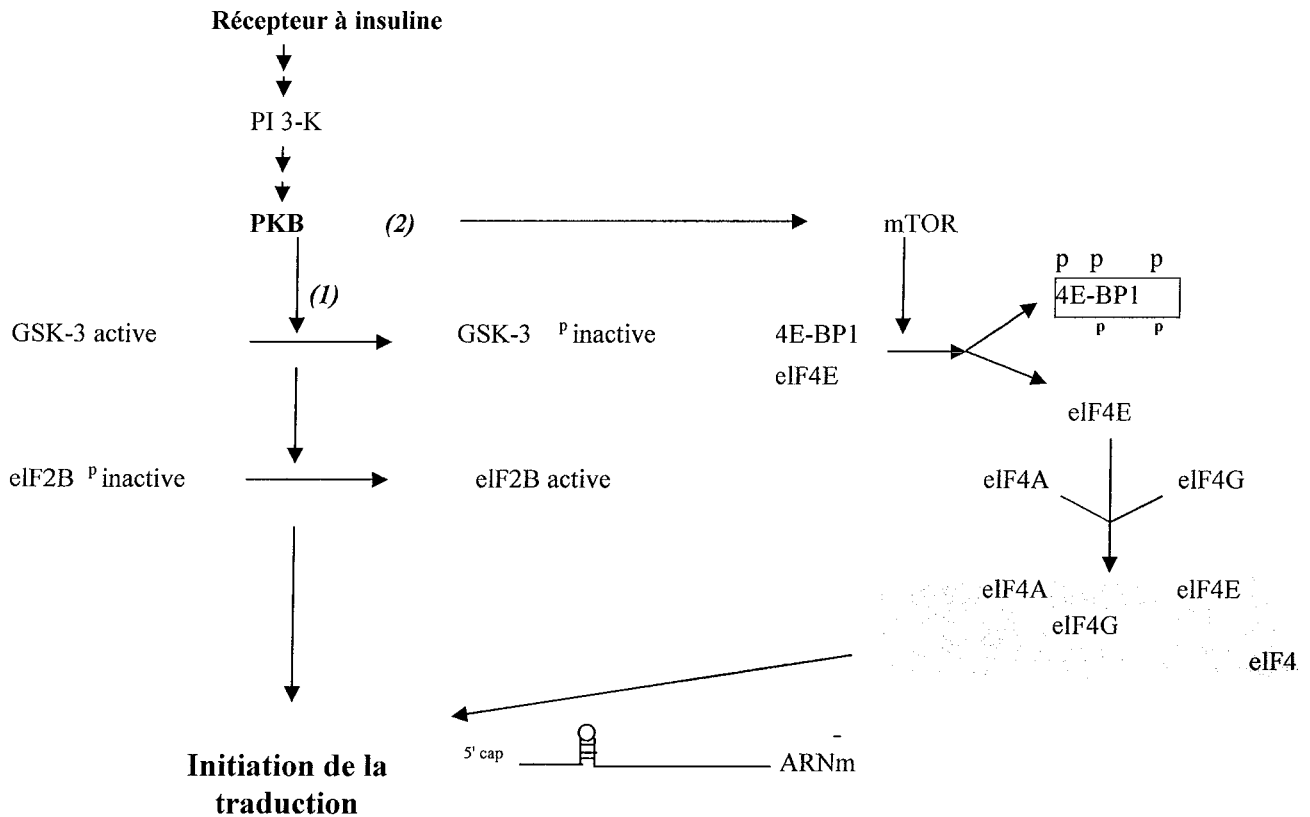 Récepteur à insuline
PI 3-K
PKB
(2)
mTOR
(1)
p p p
4E-BP1
p p
GSK-3 active
GSK-3 p inactive
4E-BP1
eIF4E
eIF4E
eIF2B p inactive
eIF2B active
eIF4A
eIF4G
eIF4A
eIF4E
eIF4G
eIF4
Initiation de la
traduction
5' cap
ARNm